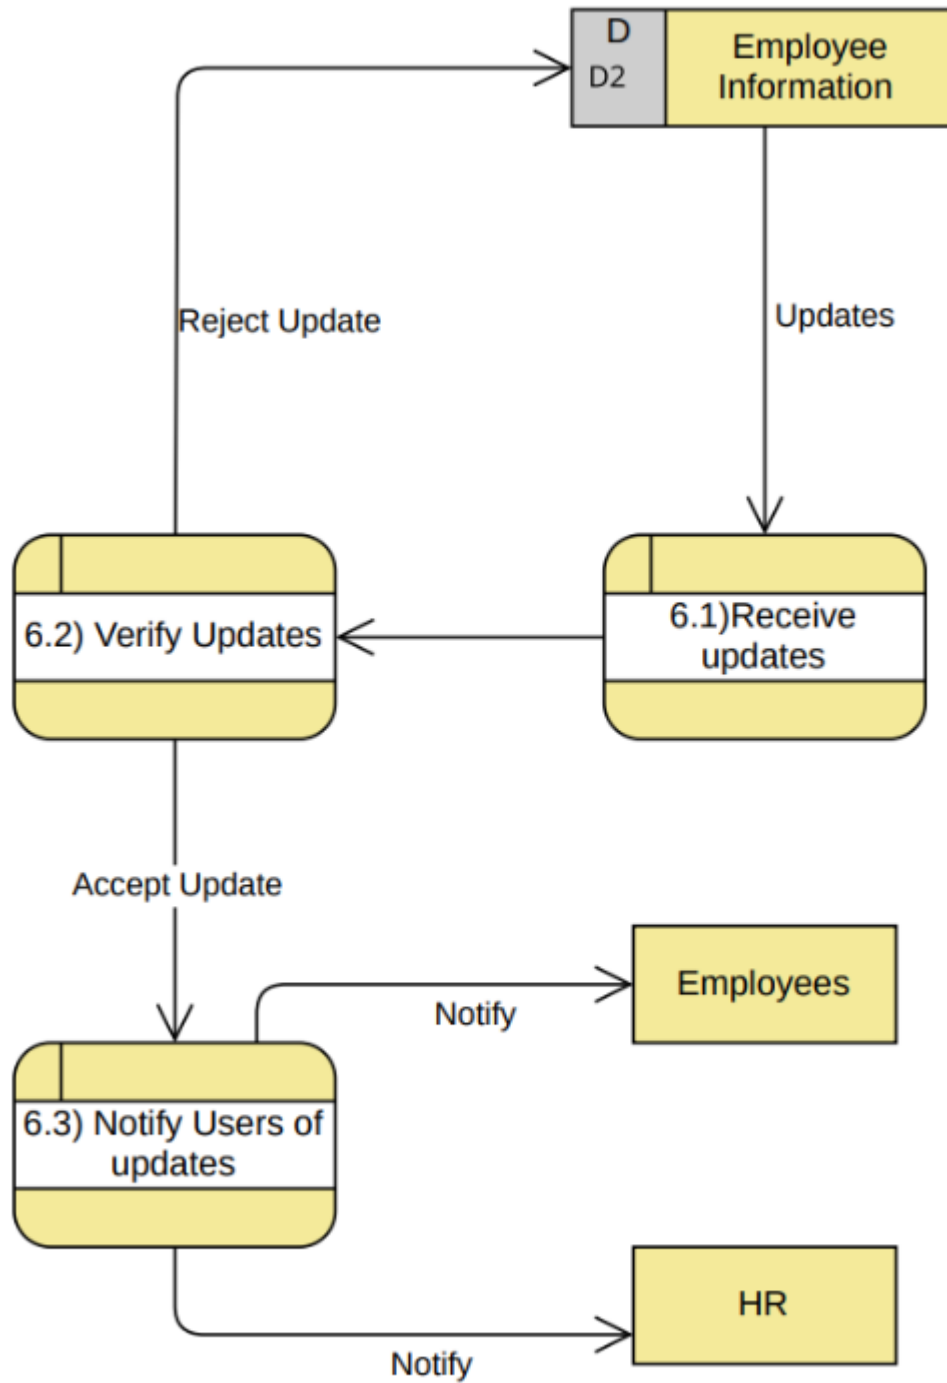 D
D2
Employee
Information
Reject Update
Updates
6.2) Verify Updates
6.1)Receive
updates
Accept Update
Employees
Notify
6.3) Notify Users of
updates
HR
Notify